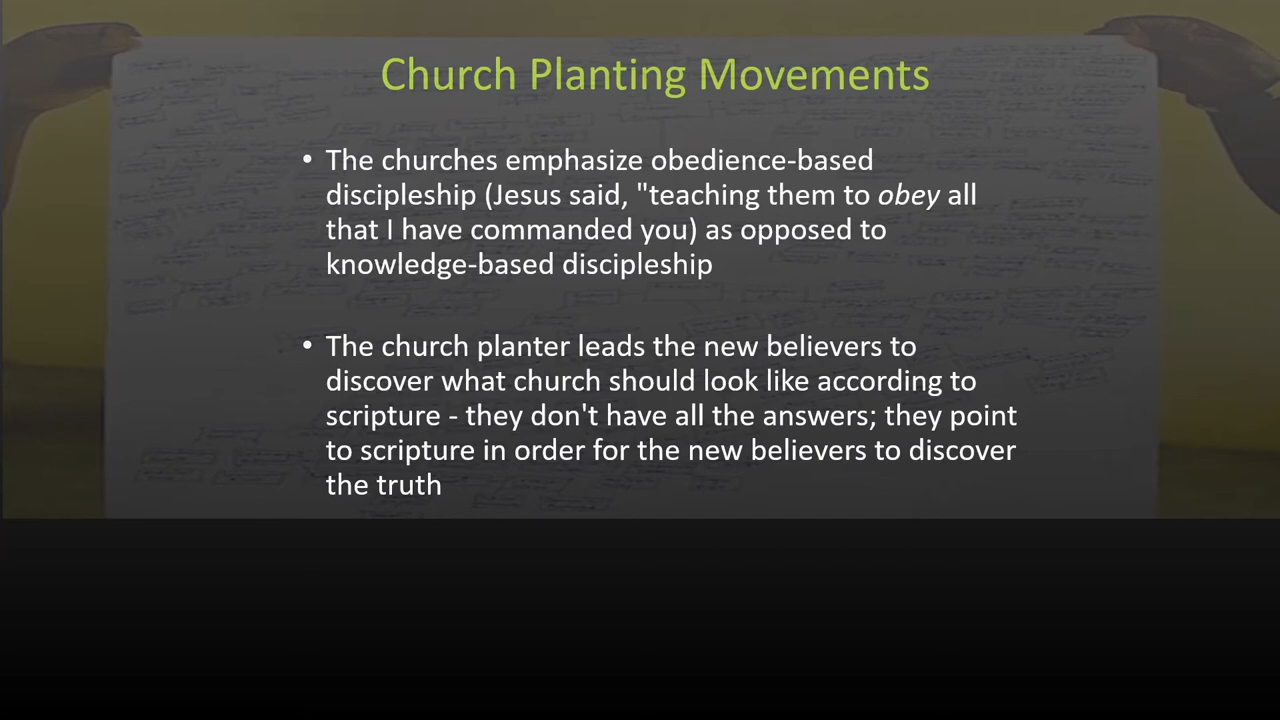 Church Planting Movements
• The churches emphasize obedience-based
discipleship (Jesus said, "teaching them to obey all
that I have commanded you) as opposed to
knowledge-based discipleship
• The church planter leads the new believers to
discover what church should look like according to
scripture - they don't have all the answers; they point
to scripture in order for the new believers to discover
the truth